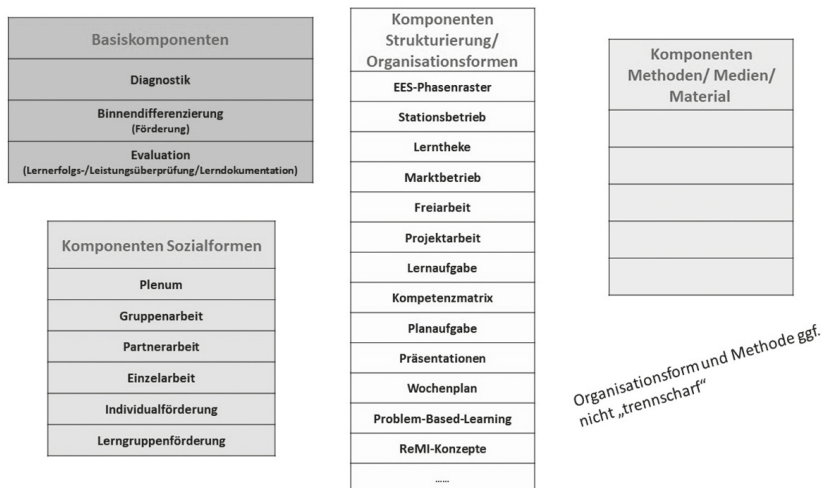 Basiskomponenten
Diagnostik
Binnendifferenzierung
(Förderung)
Evaluation
(Lernerfolgs-/Leistungsüberprüfung/Lerndokumentation)
Komponenten Sozialformen
Plenum
Gruppenarbeit
Partnerarbeit
Einzelarbeit
Individualförderung
Lerngruppenförderung
Komponenten
Strukturierung/
Organisationsformen
EES-Phasenraster
Stationsbetrieb
Lerntheke
Marktbetrieb
Freiarbeit
Projektarbeit
Lernaufgabe
Kompetenzmatrix
Planaufgabe
Präsentationen
Wochenplan
Problem-Based-Learning
ReMI-Konzepte
......
Komponenten
Methoden/ Medien/
Material
Organisationsform und Methode ggf.
nicht „trennscharf“